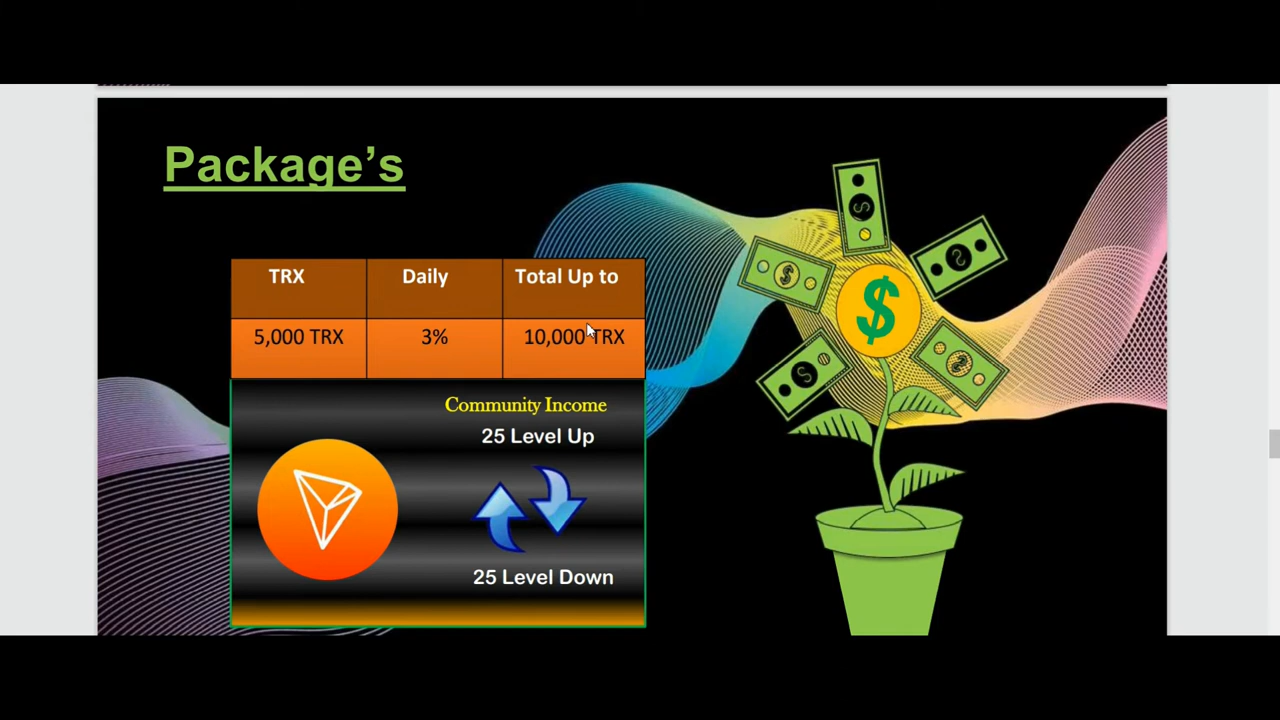 Package's
TRX Daily Total Up to
5,000 TRX 3% 10,000 TRX
Community Income
25 Level Up
25 Level Down
$